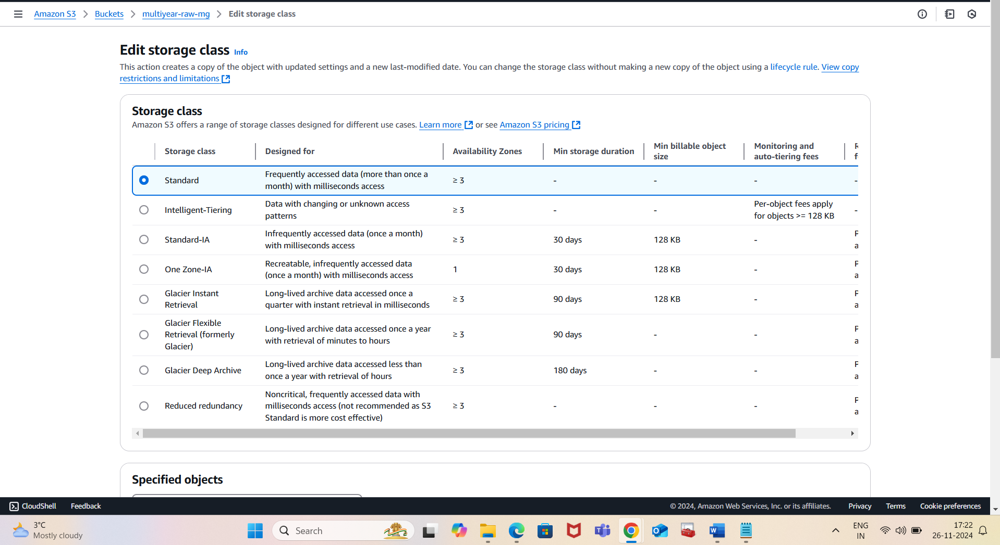 Amazon S3 > Buckets > multiyear-raw-mg > Edit storage class
Edit storage class Info
This action creates a copy of the object with updated settings and a new last-modified date. You can change the storage class without making a new copy of the object using a lifecycle rule. View copy
restrictions and limitations
Storage class
Amazon S3 offers a range of storage classes designed for different use cases. Learn more or see Amazon S3 pricing
Storage class
Designed for
Availability Zones
Min storage duration
Min billable object
size
Monitoring and
auto-tiering fees
Standard
Frequently accessed data (more than once a
month) with milliseconds access
≥ 3
-
-
-
-
Intelligent-Tiering
Data with changing or unknown access
patterns
≥ 3
-
-
Per-object fees apply
for objects >= 128 KB
-
Standard-IA
Infrequently accessed data (once a month)
with milliseconds access
≥ 3
30 days
128 KB
-
P
a
One Zone-IA
Recreatable, infrequently accessed data
(once a month) with milliseconds access
1
30 days
128 KB
-
P
a
Glacier Instant
Retrieval
Long-lived archive data accessed once a
quarter with instant retrieval in milliseconds
≥ 3
90 days
128 KB
-
P
a
Glacier Flexible
Retrieval (formerly
Glacier)
Long-lived archive data accessed once a year
with retrieval of minutes to hours
≥ 3
90 days
-
-
P
a
Glacier Deep Archive
Long-lived archive data accessed less than
once a year with retrieval of hours
≥ 3
180 days
-
-
P
a
Reduced redundancy
Noncritical, frequently accessed data with
milliseconds access (not recommended as S3
Standard is more cost effective)
≥ 3
-
-
-
P
a
Specified objects
CloudShell Feedback © 2024, Amazon Web Services, Inc. or its affiliates. Privacy Terms Cookie preferences
3°C
Mostly cloudy
Search
ENG
IN
17:22
26-11-2024